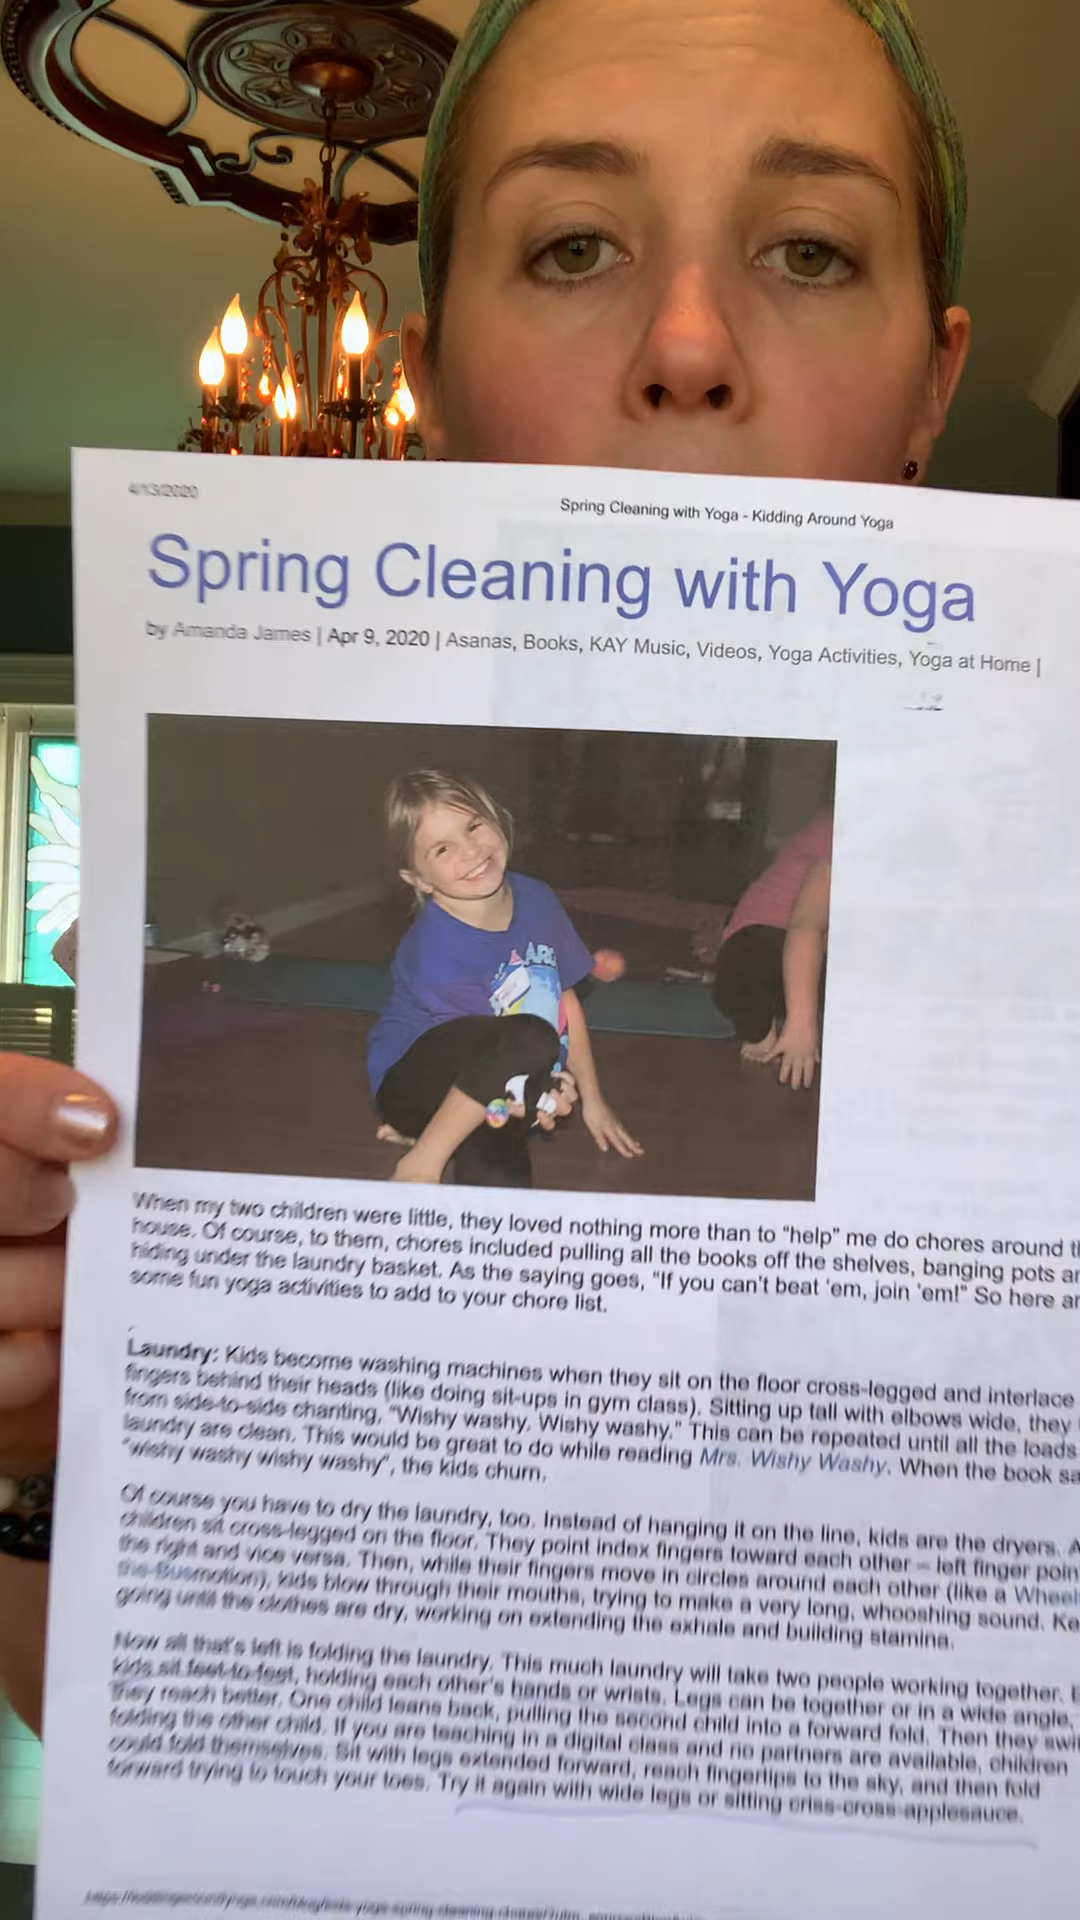 4/13/2020
Spring Cleaning with Yoga - Kidding Around Yoga
Spring Cleaning with Yoga
by Amanda James | Apr 9, 2020 | Asanas, Books, KAY Music, Videos, Yoga Activities, Yoga at Home |
When my two children were little, they loved nothing more than to "help" me do chores around
house. Of course, to them, chores included pulling all the books off the shelves, banging pots
hiding under the laundry basket. As the saying goes, "If you can't beat 'em, join 'em!" So here
some fun yoga activities to add to your chore list.
Laundry: Kids become washing machines when they sit on the floor cross-legged and interlace
fingers behind their heads (like doing sit-ups in gym class). Sitting up tall with elbows wide, they
from side-to-side chanting, "Wishy washy. Wishy washy." This can be repeated until all the loads
laundry are clean. This would be great to do while reading Mrs. Wishy Washy. When the book
"wishy washy wishy washy", the kids churn.
Of course you have to dry the laundry, too. Instead of hanging it on the line, kids are the dryers.
children sit cross-legged on the floor. They point index fingers toward each other – left finger
the right and vice versa. Then, while their fingers move in circles around each other (like a Wheel
the-Bus motion), kids blow through their mouths, trying to make a very long, whooshing sound.
going until the clothes are dry, working on extending the exhale and building stamina.
Now all that's left is folding the laundry. This much laundry will take two people working together.
kids sit feet-to-feet, holding each other's hands or wrists. Legs can be together or in a wide angle,
they reach better. One child leans back, pulling the second child into a forward fold. Then they
folding the other child. If you are teaching in a digital class and no partners are available, children
could fold themselves. Sit with legs extended forward, reach fingertips to the sky, and then fold
forward trying to touch your toes. Try it again with wide legs or sitting criss-cross-applesauce.